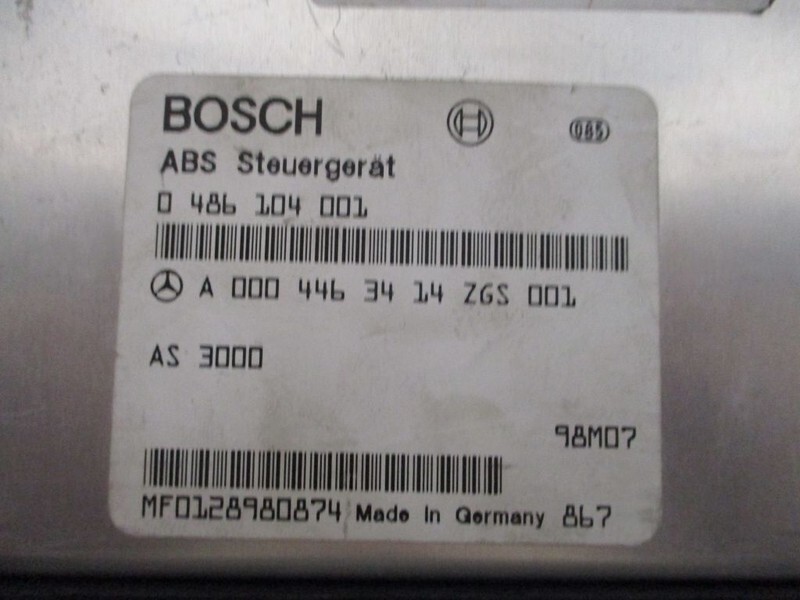 BOSCH
085
ABS Steuergerät
0 486 104 001
A 000 446 34 14 ZGS 001
AS 3000
98M07
MF0128980874 Made in Germany 867